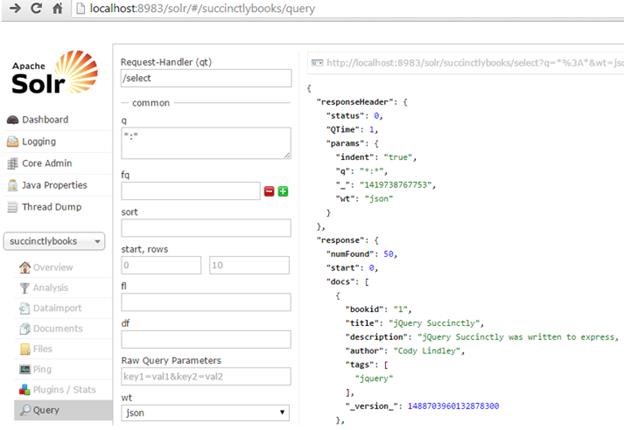 localhost:8983/solr/#/succinctlybooks/query
Apache
Solr
Dashboard
Logging
Core Admin
Java Properties
Thread Dump
succinctlybooks
Overview
Analysis
Dataimport
Documents
Files
Ping
Plugins / Stats
Query
Request-Handler (qt)
/select
common
q
":"
fq
sort
start, rows
0 10
fl
df
Raw Query Parameters
key1=val1&key2=val2
wt
json
http://localhost:8983/solr/succinctlybooks/select?q=*%3A*&wt=jso
{
"responseHeader": {
"status": 0,
"QTime": 1,
"params": {
"indent": "true",
"q": "*:*",
"_": "1419738767753",
"wt": "json"
}
},
"response": {
"numFound": 50,
"start": 0,
"docs": [
{
"bookid": "1",
"title": "jQuery Succinctly",
"description": "jQuery Succinctly was written to express,
"author": "Cody Lindley",
"tags": [
"jquery"
],
"_version_": 1488703960132878300
},